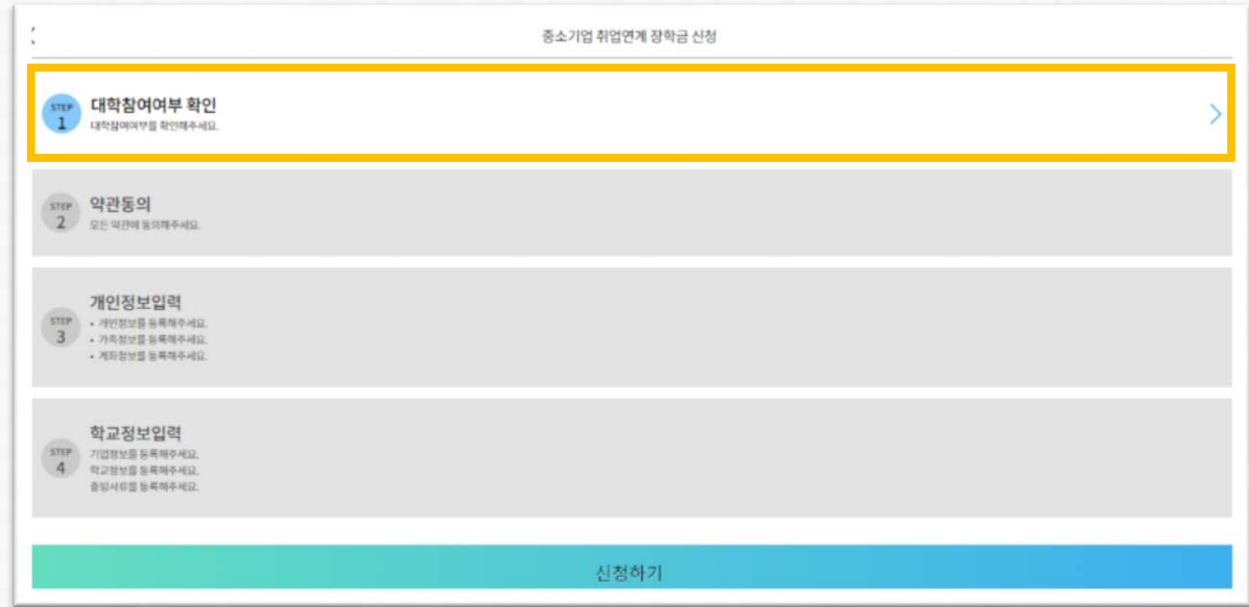 중소기업 취업연계 장학금 신청
STEP 1
대학참여여부 확인
대학참여여부를 확인해주세요.
STEP 2
약관동의
모든 약관에 동의해주세요.
STEP 3
개인정보입력
• 개인정보를 등록해주세요.
• 가족정보를 등록해주세요.
• 계좌정보를 등록해주세요.
STEP 4
학교정보입력
기업정보를 등록해주세요.
학교정보를 등록해주세요.
증빙서류를 등록해주세요.
신청하기